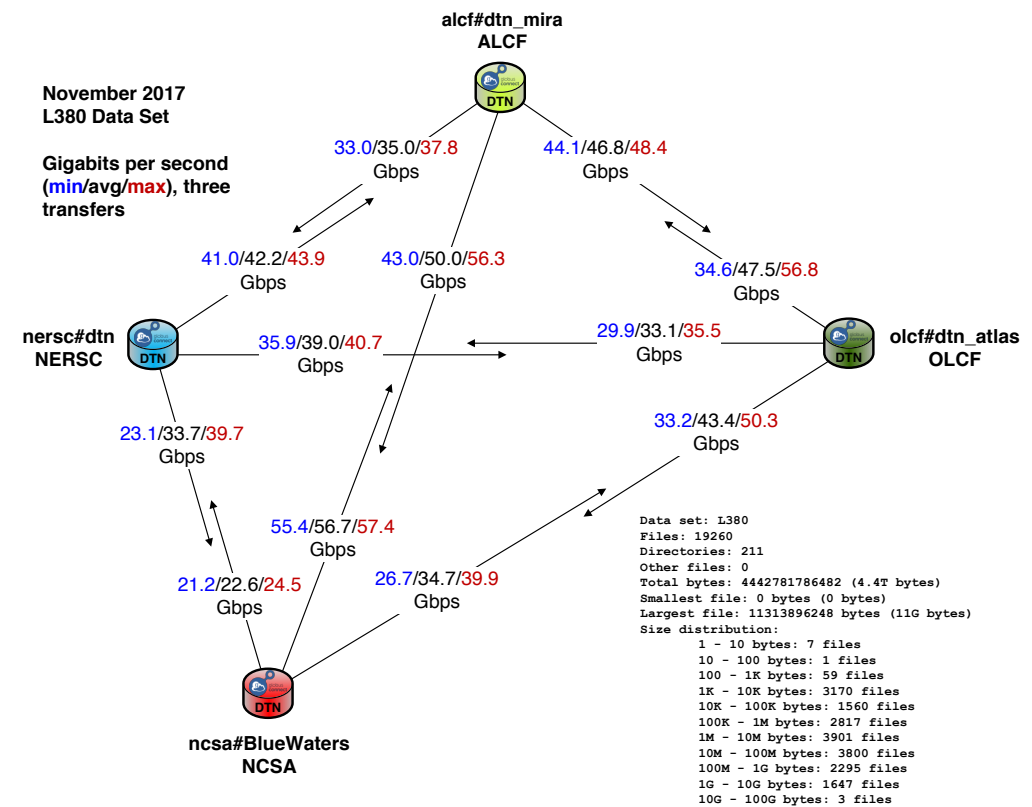 alcf#dtn_mira
ALCF
DTN
November 2017
L380 Data Set
Gigabits per second
(min/avg/max), three
transfers
33.0/35.0/37.8
Gbps
44.1/46.8/48.4
Gbps
41.0/42.2/43.9
Gbps
43.0/50.0/56.3
Gbps
34.6/47.5/56.8
Gbps
nersc#dtn
NERSC
DTN
35.9/39.0/40.7
Gbps
29.9/33.1/35.5
Gbps
DTN
olcf#dtn_atlas
OLCF
23.1/33.7/39.7
Gbps
33.2/43.4/50.3
Gbps
55.4/56.7/57.4
Gbps
21.2/22.6/24.5
Gbps
26.7/34.7/39.9
Gbps
DTN
ncsa#BlueWaters
NCSA
Data set: L380
Files: 19260
Directories: 211
Other files: 0
Total bytes: 4442781786482 (4.4T bytes)
Smallest file: 0 bytes (0 bytes)
Largest file: 11313896248 bytes (11G bytes)
Size distribution:
1 - 10 bytes: 7 files
10 - 100 bytes: 1 files
100 - 1K bytes: 59 files
1K - 10K bytes: 3170 files
10K - 100K bytes: 1560 files
100K - 1M bytes: 2817 files
1M - 10M bytes: 3901 files
10M - 100M bytes: 3800 files
100M - 1G bytes: 2295 files
1G - 10G bytes: 1647 files
10G - 100G bytes: 3 files